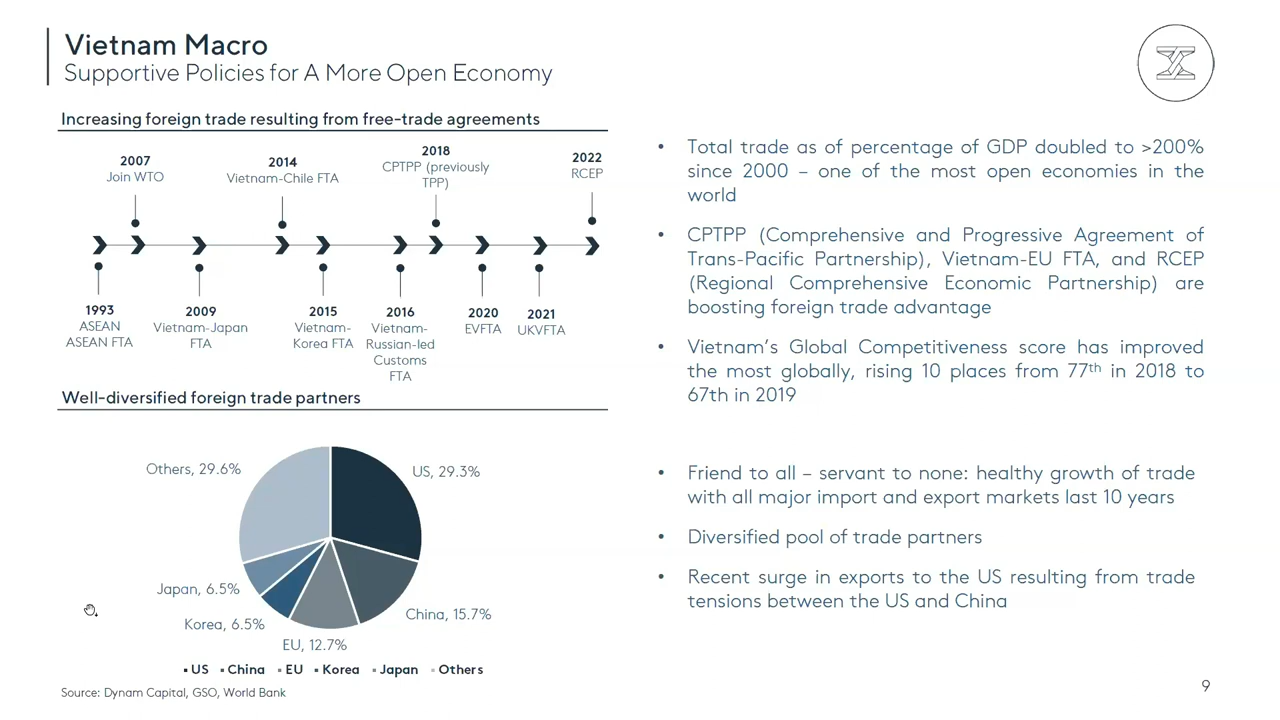 Vietnam Macro
Supportive Policies for A More Open Economy
Increasing foreign trade resulting from free-trade agreements
2007
Join WTO
2014
Vietnam-Chile FTA
2018
CPTPP (previously
TPP)
2022
RCEP
1993
ASEAN
ASEAN FTA
2009
Vietnam-Japan
FTA
2015
Vietnam-
Korea FTA
2016
Vietnam-
Russian-led
Customs
FTA
2020
EVFTA
2021
UKVFTA
Well-diversified foreign trade partners
Others, 29.6%
US, 29.3%
Japan, 6.5%
Korea, 6.5%
EU, 12.7%
China, 15.7%
US China EU Korea Japan Others
Source: Dynam Capital, GSO, World Bank
• Total trade as of percentage of GDP doubled to >200%
since 2000 – one of the most open economies in the
world
• CPTPP (Comprehensive and Progressive Agreement of
Trans-Pacific Partnership), Vietnam-EU FTA, and RCEP
(Regional Comprehensive Economic Partnership) are
boosting foreign trade advantage
• Vietnam's Global Competitiveness score has improved
the most globally, rising 10 places from 77th in 2018 to
67th in 2019
• Friend to all – servant to none: healthy growth of trade
with all major import and export markets last 10 years
• Diversified pool of trade partners
• Recent surge in exports to the US resulting from trade
tensions between the US and China
9